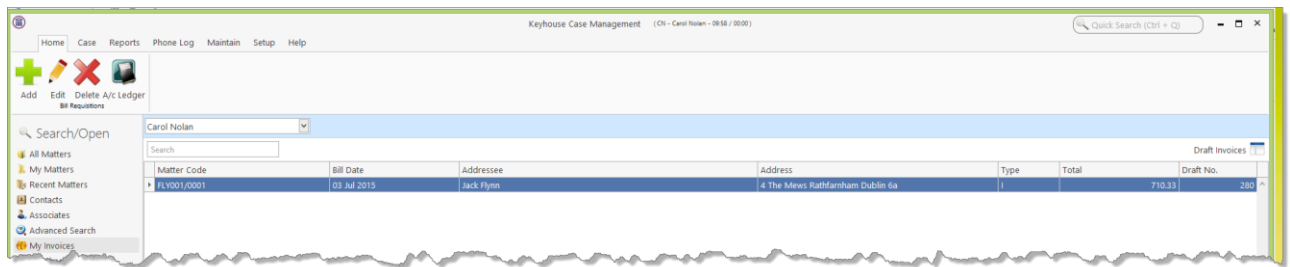 Keyhouse Case Management (CN - Carol Nolan - 09:58 / 00:00)
Quick Search (Ctrl + Q)
Home Case Reports Phone Log Maintain Setup Help
Add Edit Delete A/c Ledger
Bill Requisitions
Search/Open
All Matters
My Matters
Recent Matters
Contacts
Associates
Advanced Search
My Invoices
Carol Nolan
Search
Draft Invoices
Matter Code Bill Date Addressee Address Type Total Draft No.
FLY001/0001 03 Jul 2015 Jack Flynn 4 The Mews Rathfarnham Dublin 6a I 710.33 280